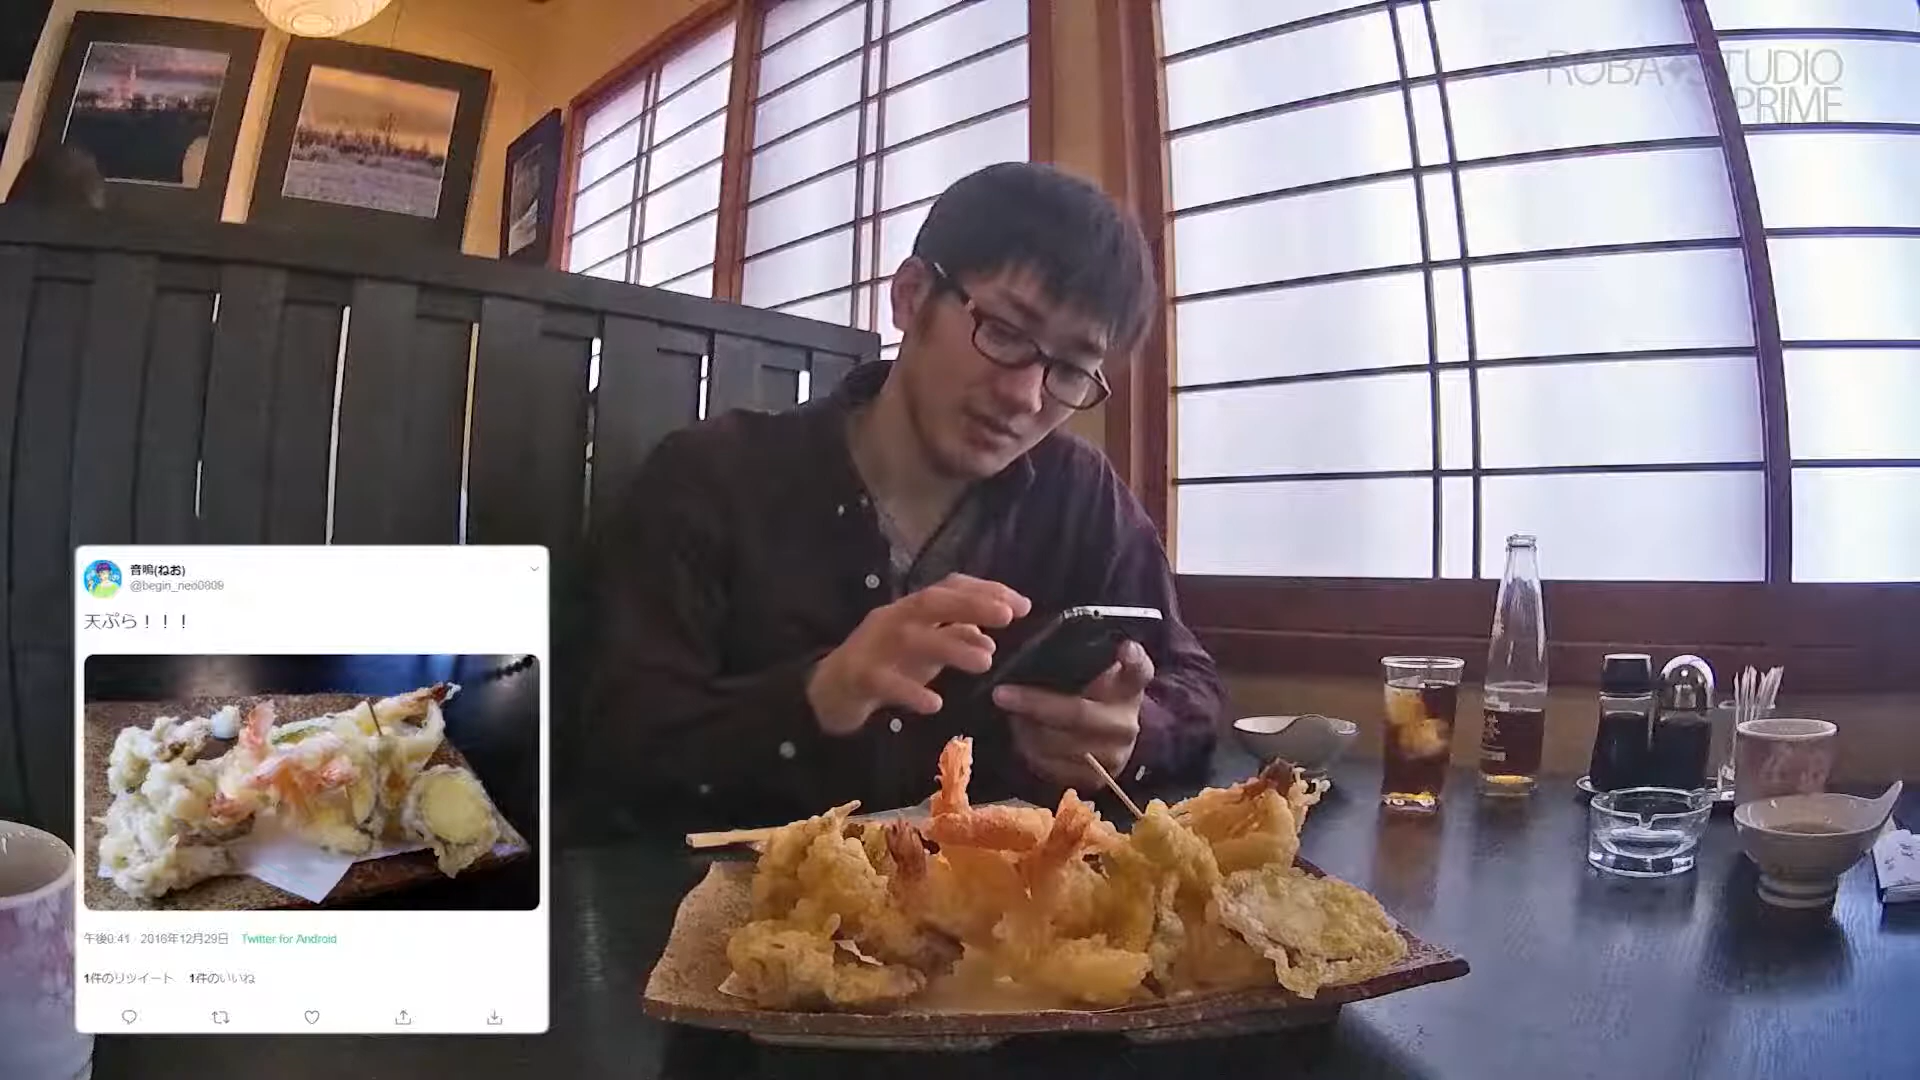 ROBA STUDIO
PRIME
音鳴(ねお)
@begin_neo0809
天ぷら！！！
午後0:41 · 2016年12月29日 Twitter for Android
1件のリツイート 1件のいいね